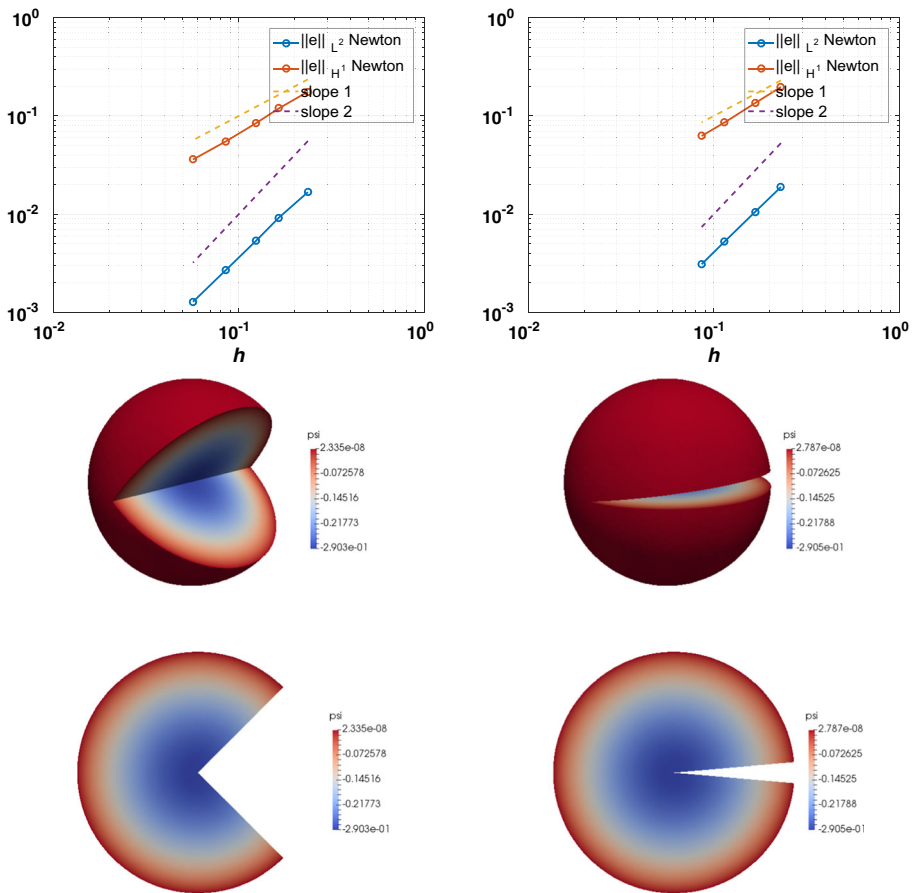 10^0
10^-1
10^-2
10^-3
10^-2
10^-1
10^0
h
||e|| L^2 Newton
||e|| H^1 Newton
slope 1
slope 2
10^0
10^-1
10^-2
10^-3
10^-2
10^-1
10^0
h
||e|| L^2 Newton
||e|| H^1 Newton
slope 1
slope 2
psi
2.335e-08
-0.072578
-0.14516
-0.21773
-2.903e-01
psi
2.787e-08
-0.072625
-0.14525
-0.21788
-2.905e-01
psi
2.335e-08
-0.072578
-0.14516
-0.21773
-2.903e-01
psi
2.787e-08
-0.072625
-0.14525
-0.21788
-2.905e-01